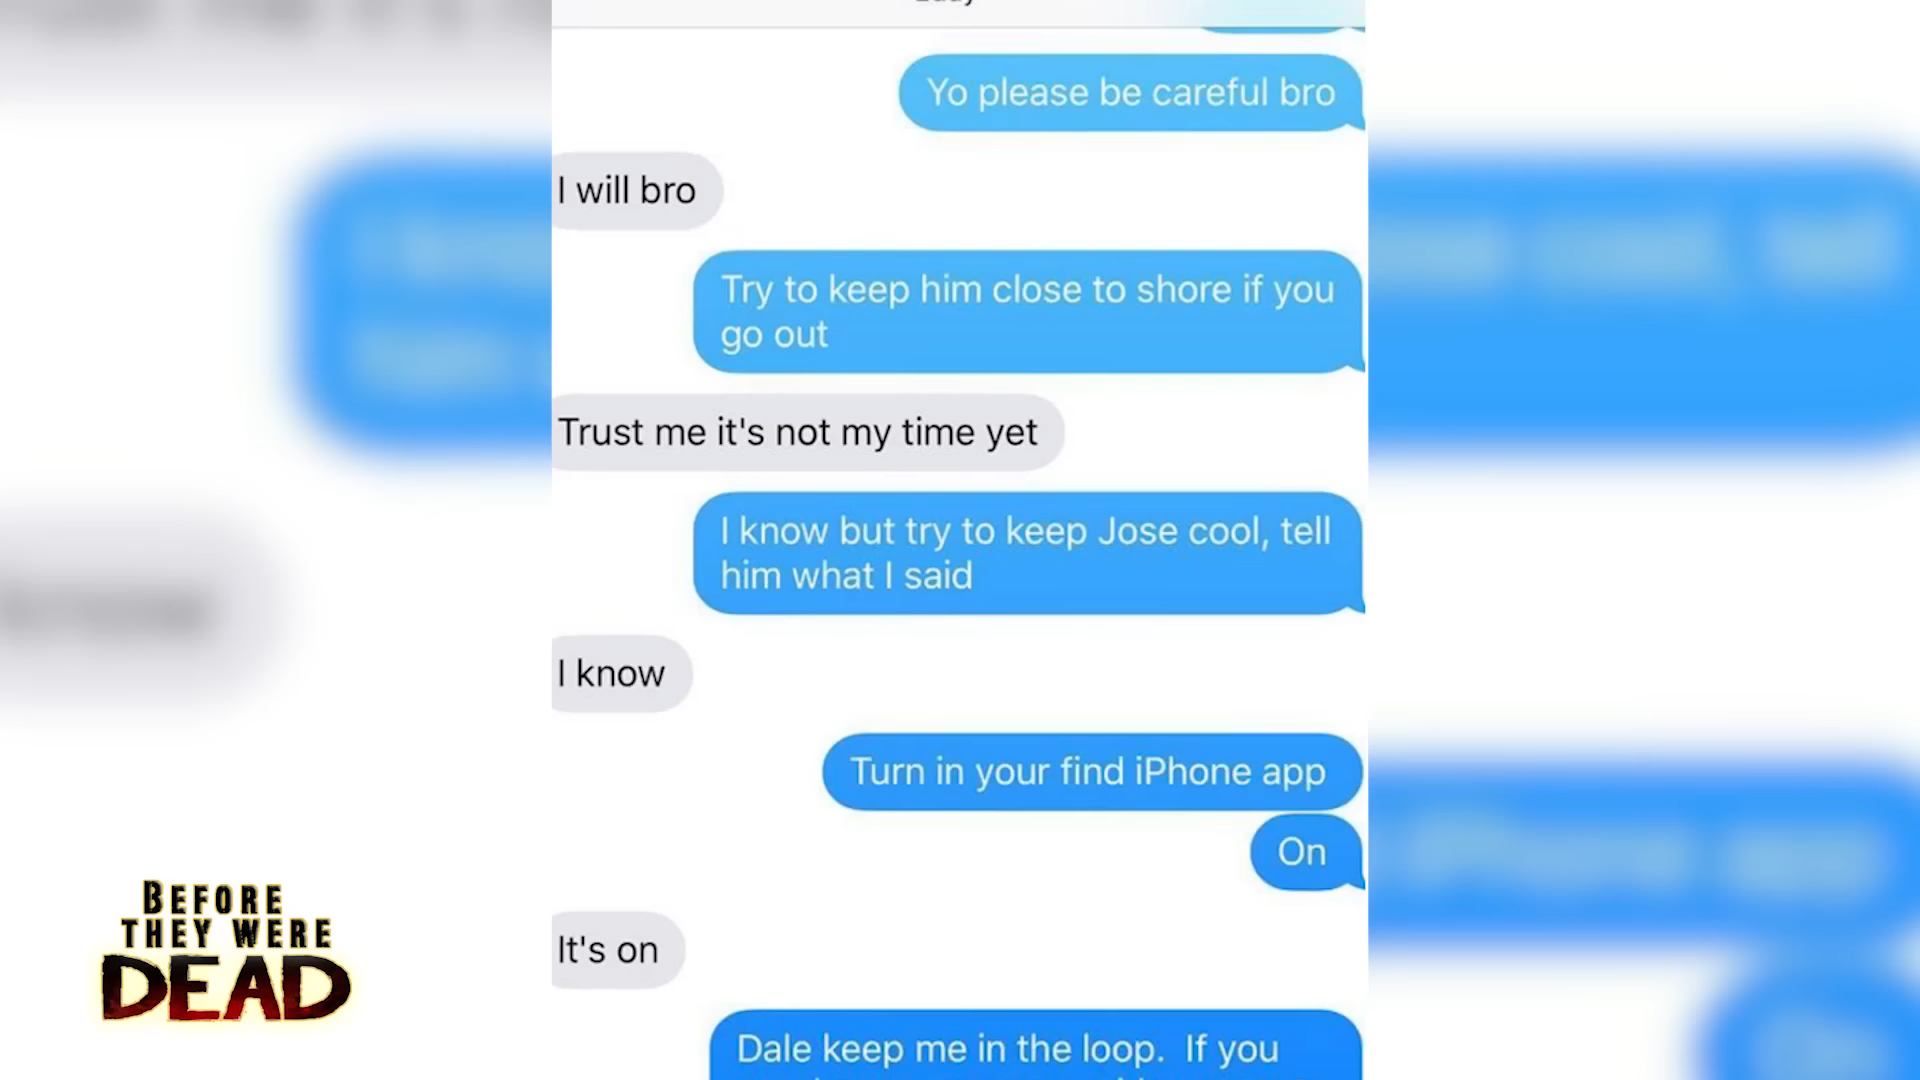 Yo please be careful bro
I will bro
Try to keep him close to shore if you
go out
Trust me it's not my time yet
I know but try to keep Jose cool, tell
him what I said
I know
Turn in your find iPhone app
On
It's on
Dale keep me in the loop. If you
BEFORE
THEY WERE
DEAD